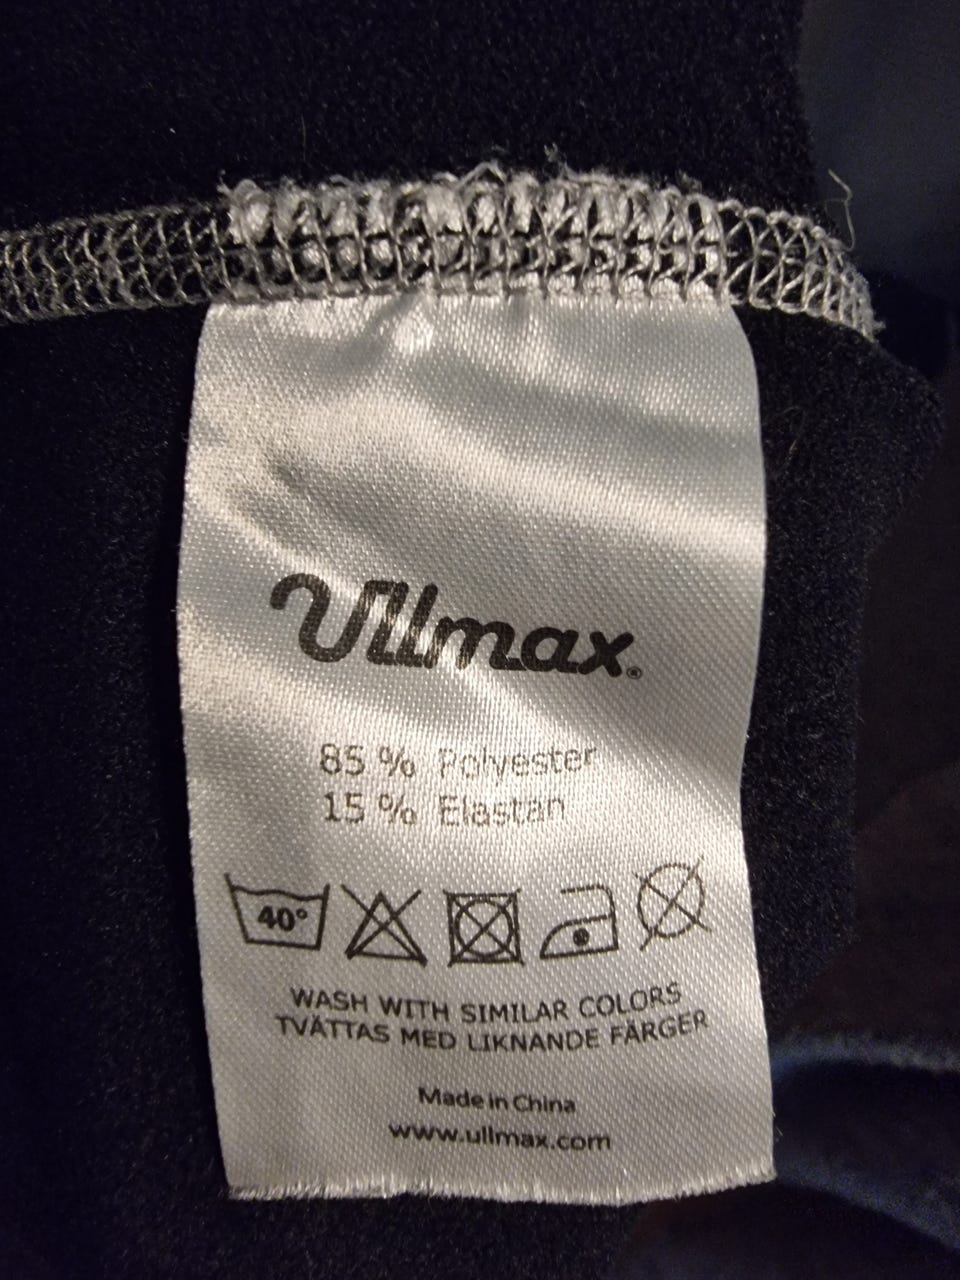 Ullmax®
85 % Polyester
15 % Elastan
40°
WASH WITH SIMILAR COLORS
TVÄTTAS MED LIKNANDE FÄRGER
Made in China
www.ullmax.com